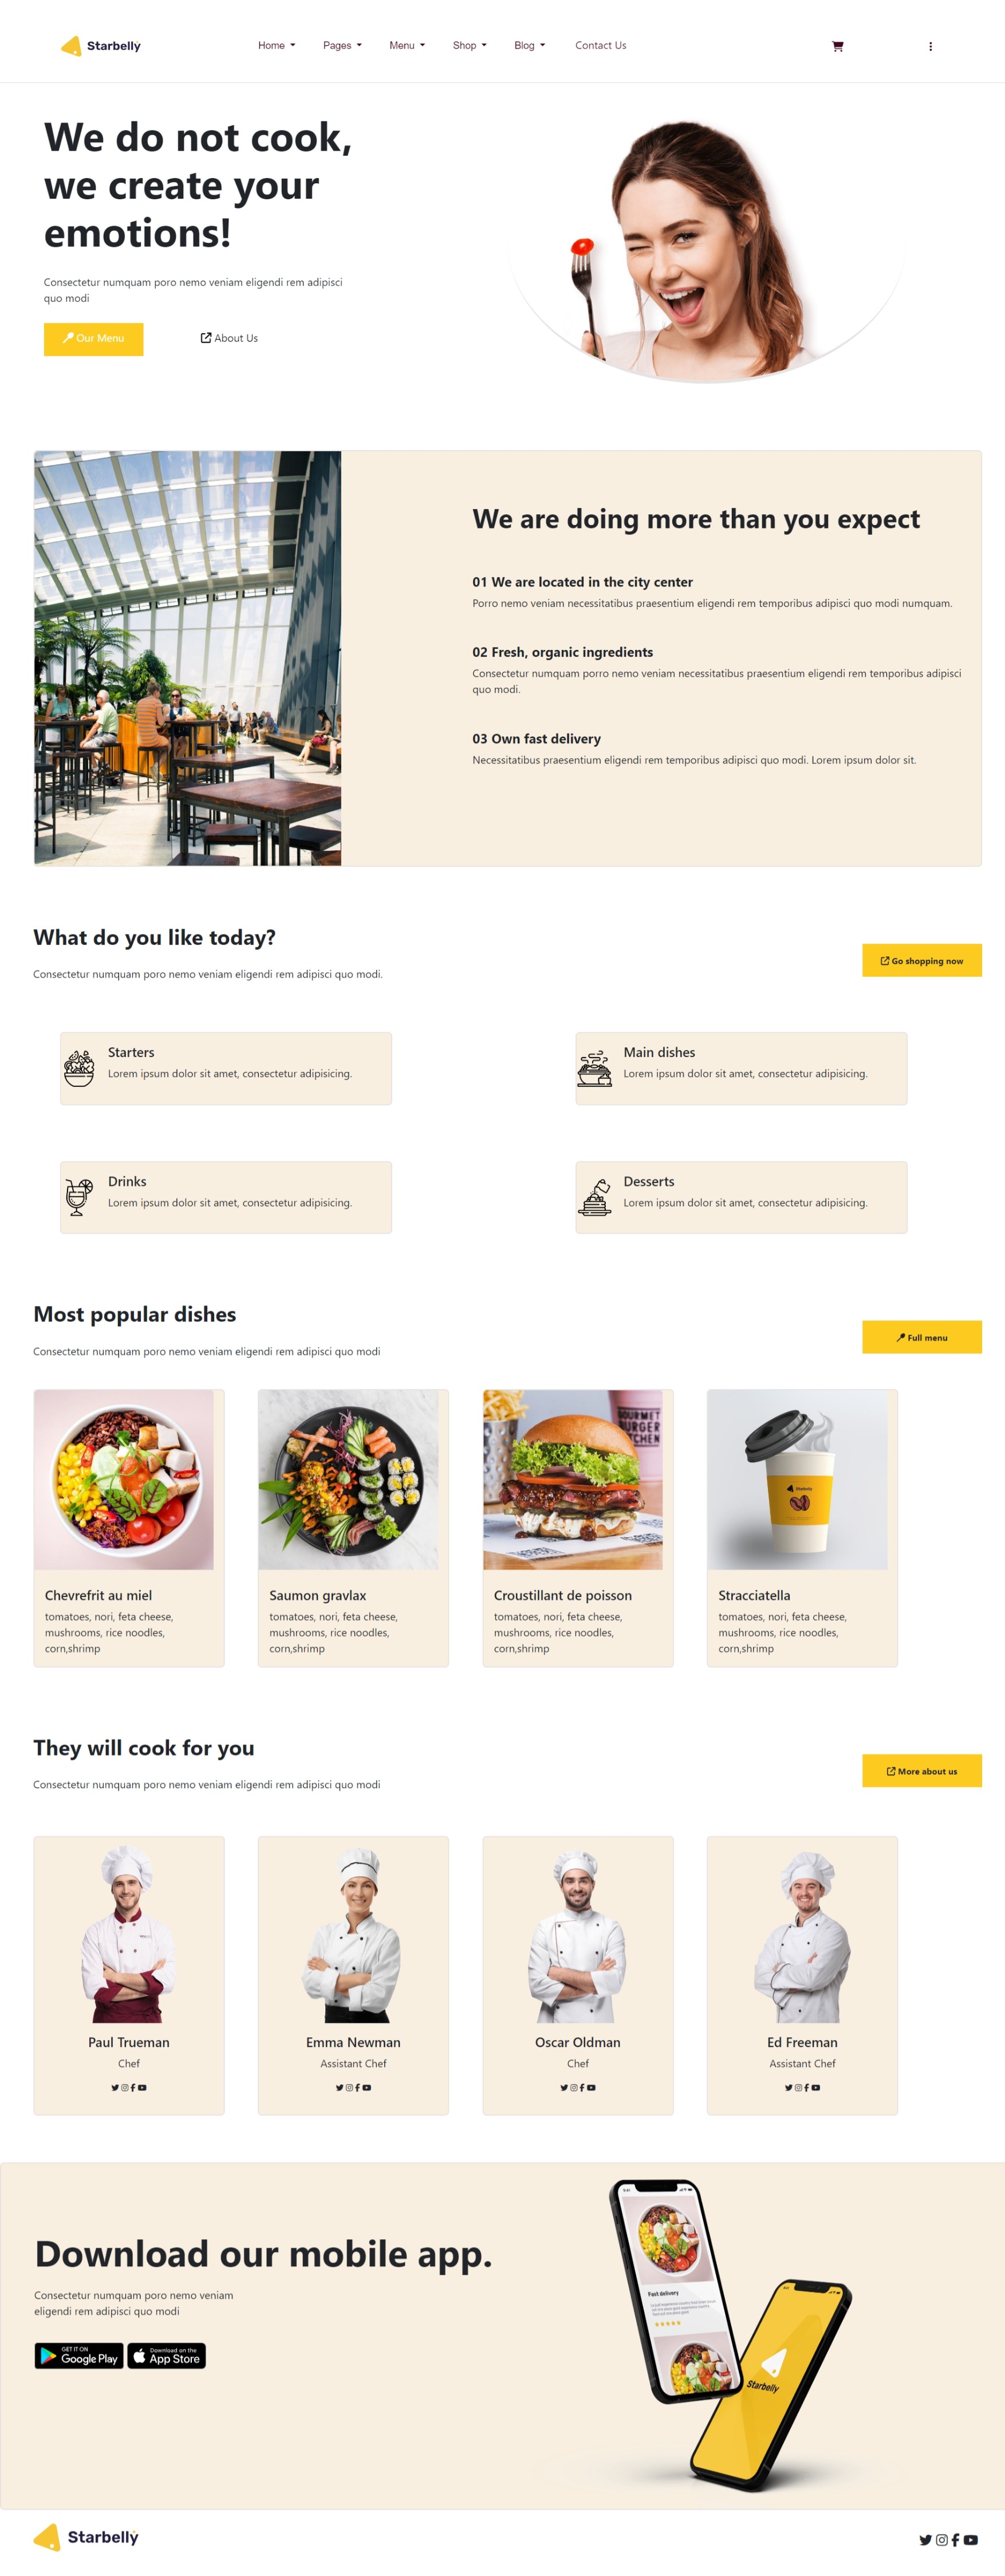 Starbelly
Home Pages Menu Shop Blog Contact Us
We do not cook,
we create your
emotions!
Consectetur numquam poro nemo veniam eligendi rem adipisci
quo modi
Our Menu
About Us
We are doing more than you expect
01 We are located in the city center
Porro nemo veniam necessitatibus praesentium eligendi rem temporibus adipisci quo modi numquam.
02 Fresh, organic ingredients
Consectetur numquam porro nemo veniam necessitatibus praesentium eligendi rem temporibus adipisci
quo modi.
03 Own fast delivery
Necessitatibus praesentium eligendi rem temporibus adipisci quo modi. Lorem ipsum dolor sit.
What do you like today?
Consectetur numquam poro nemo veniam eligendi rem adipisci quo modi.
Go shopping now
Starters
Lorem ipsum dolor sit amet, consectetur adipisicing.
Main dishes
Lorem ipsum dolor sit amet, consectetur adipisicing.
Drinks
Lorem ipsum dolor sit amet, consectetur adipisicing.
Desserts
Lorem ipsum dolor sit amet, consectetur adipisicing.
Most popular dishes
Consectetur numquam poro nemo veniam eligendi rem adipisci quo modi
Full menu
GOURMET
BURGER
KITCHEN
Starbelly
Chevrefrit au miel
tomatoes, nori, feta cheese,
mushrooms, rice noodles,
corn,shrimp
Saumon gravlax
tomatoes, nori, feta cheese,
mushrooms, rice noodles,
corn,shrimp
Croustillant de poisson
tomatoes, nori, feta cheese,
mushrooms, rice noodles,
corn,shrimp
Stracciatella
tomatoes, nori, feta cheese,
mushrooms, rice noodles,
corn,shrimp
They will cook for you
Consectetur numquam poro nemo veniam eligendi rem adipisci quo modi
More about us
Paul Trueman
Chef
Emma Newman
Assistant Chef
Oscar Oldman
Chef
Ed Freeman
Assistant Chef
Download our mobile app.
Consectetur numquam poro nemo veniam
eligendi rem adipisci quo modi
GET IT ON
Google Play
Download on the
App Store
Fast delivery
Starbelly
Starbelly